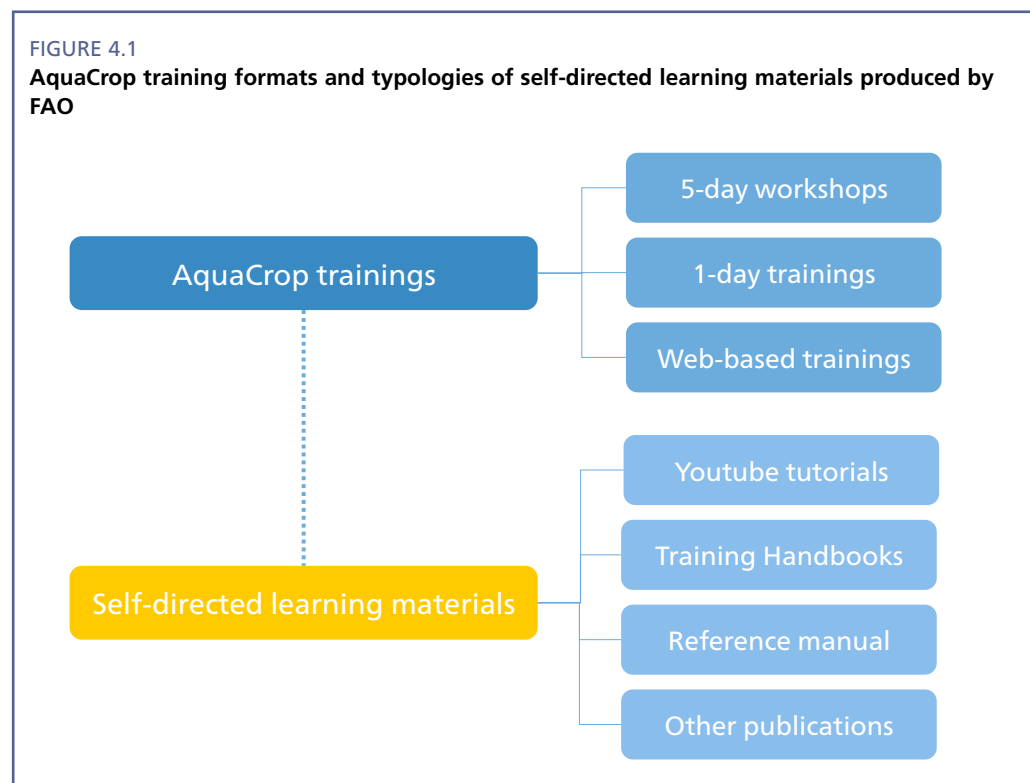 FIGURE 4.1
AquaCrop training formats and typologies of self-directed learning materials produced by
FAO
AquaCrop trainings
5-day workshops
1-day trainings
Web-based trainings
Self-directed learning materials
Youtube tutorials
Training Handbooks
Reference manual
Other publications